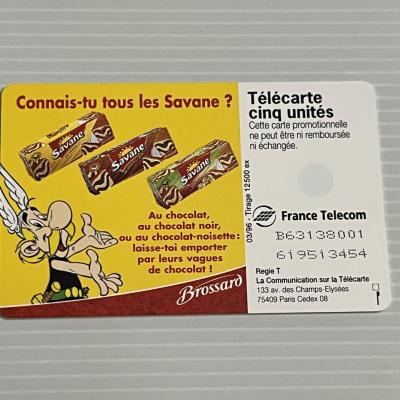 Connais-tu tous les Savane ?
Savane
Savane
Savane
Au chocolat,
au chocolat noir,
ou au chocolat-noisette :
laisse-toi emporter
par leurs vagues
de chocolat !
Brossard
Télécarte
cinq unités
Cette carte promotionnelle
ne peut être ni remboursée
ni échangée.
03/96 - Tirage 12500 ex
France Telecom
B63138001
619513454
Regie T
La Communication sur la Télécarte
133 av. des Champs-Elysées
75409 Paris Cedex 08